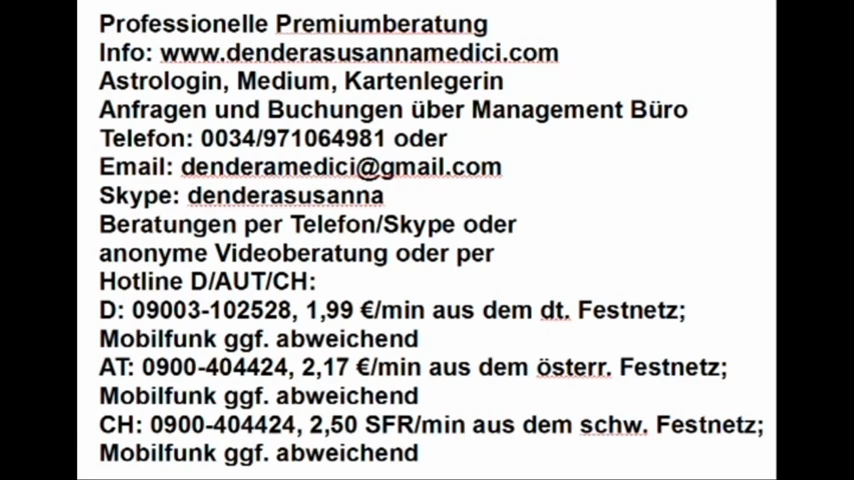 Professionelle Premiumberatung
Info: www.denderasusannamedici.com
Astrologin, Medium, Kartenlegerin
Anfragen und Buchungen über Management Büro
Telefon: 0034/971064981 oder
Email: denderamedici@gmail.com
Skype: denderasusanna
Beratungen per Telefon/Skype oder
anonyme Videoberatung oder per
Hotline D/AUT/CH:
D: 09003-102528, 1,99 €/min aus dem dt. Festnetz;
Mobilfunk ggf. abweichend
AT: 0900-404424, 2,17 €/min aus dem österr. Festnetz;
Mobilfunk ggf. abweichend
CH: 0900-404424, 2,50 SFR/min aus dem schw. Festnetz;
Mobilfunk ggf. abweichend